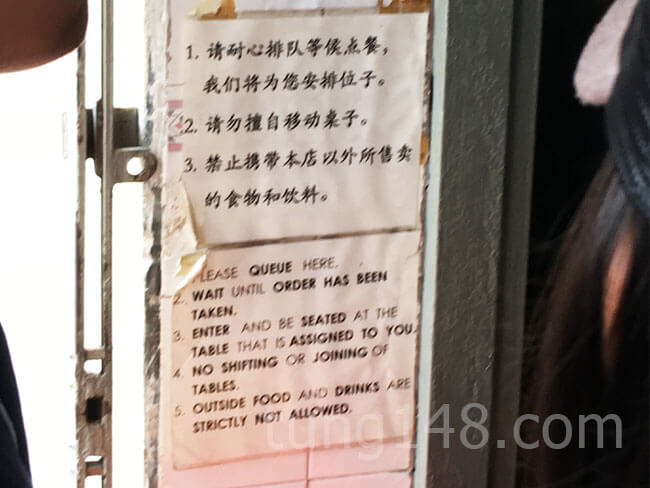 1. 请耐心排队等候点餐，
我们将为您安排位子。
2. 请勿擅自移动桌子。
3. 禁止携带本店以外所售卖
的食物和饮料。
PLEASE QUEUE HERE.
2. WAIT UNTIL ORDER HAS BEEN
TAKEN.
3. ENTER AND BE SEATED AT THE
TABLE THAT IS ASSIGNED TO YOU.
4. NO SHIFTING OR JOINING OF
TABLES.
5. OUTSIDE FOOD AND DRINKS ARE
STRICTLY NOT ALLOWED.
tung148.com